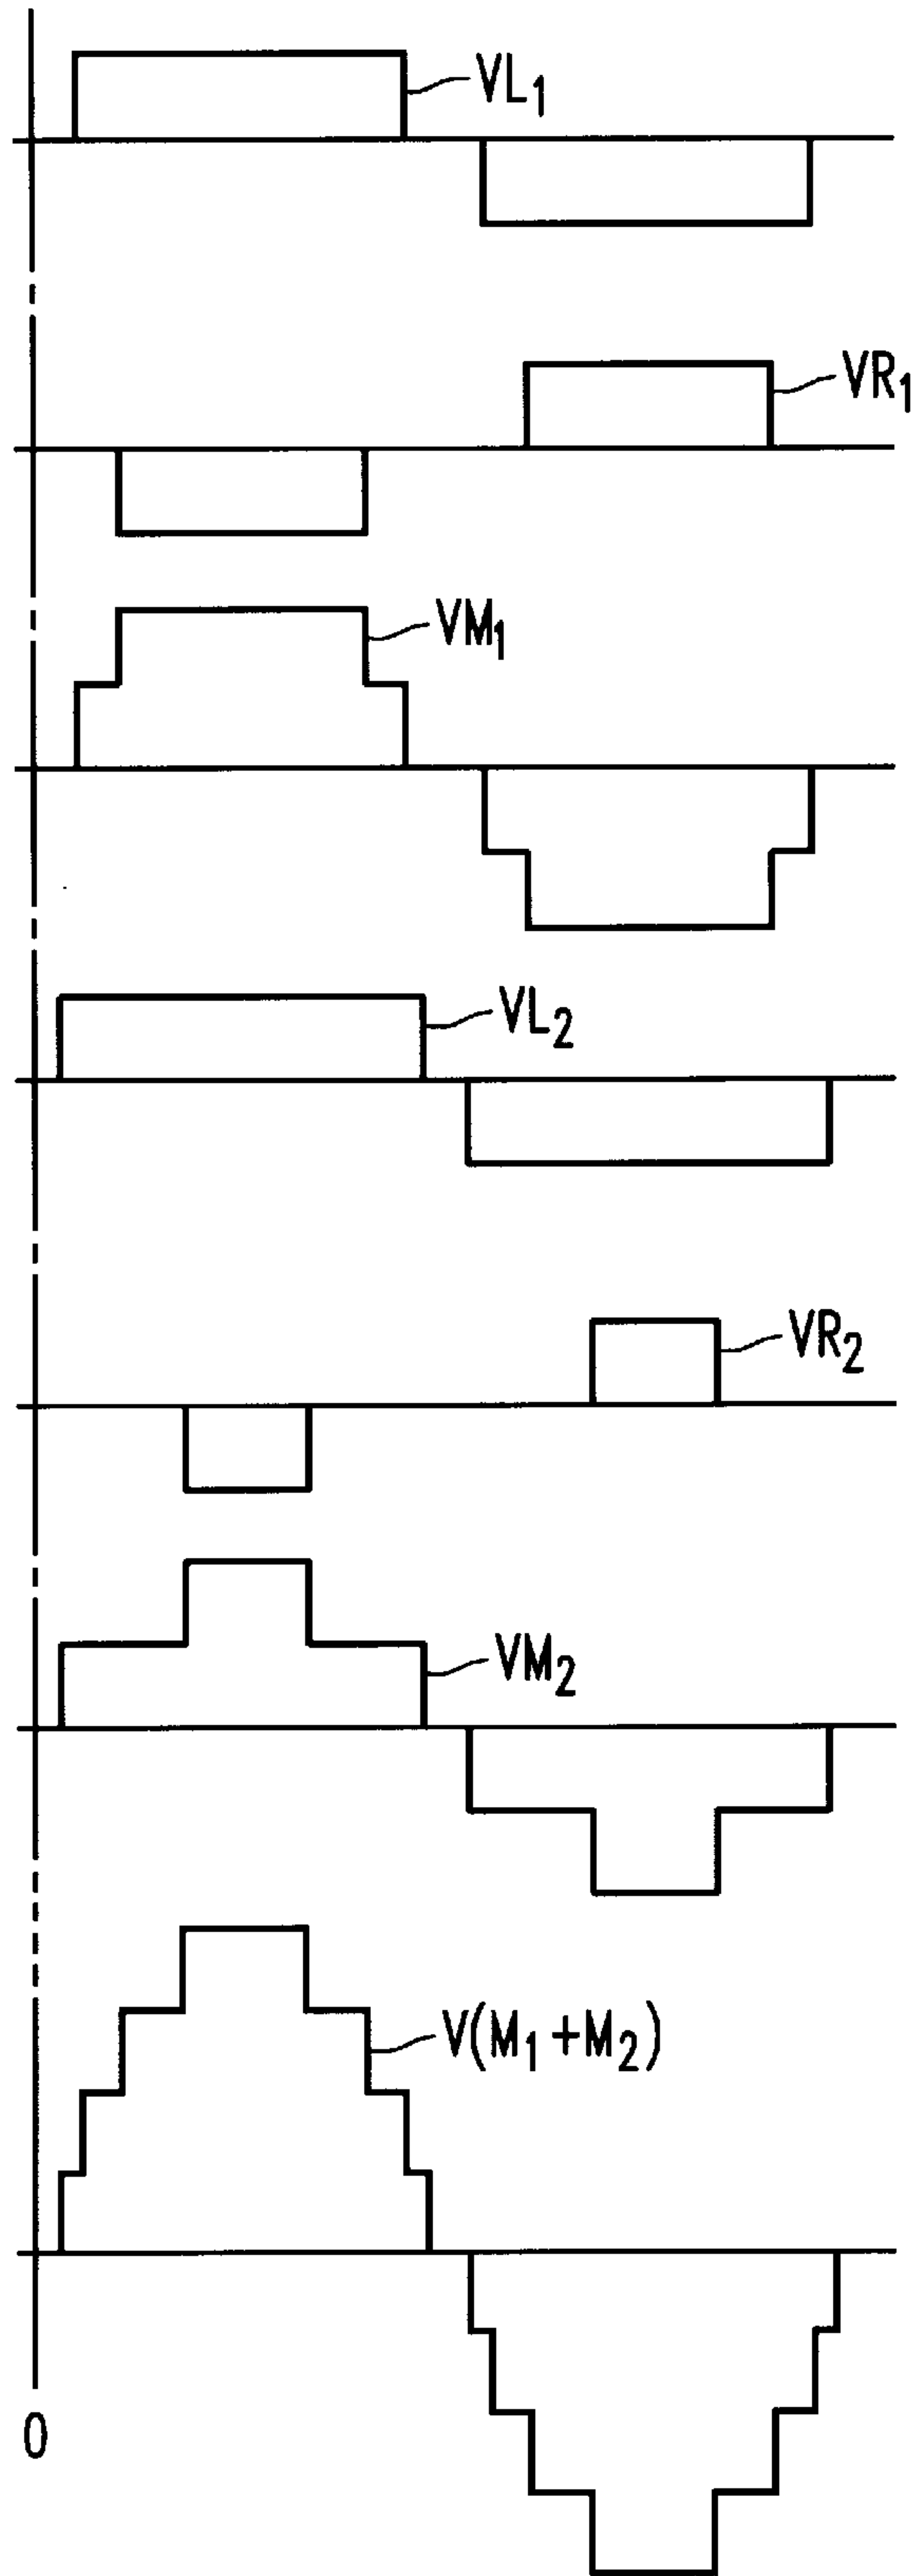 VL₁
VR₁
VM₁
VL₂
VR₂
VM₂
V(M₁+M₂)
0